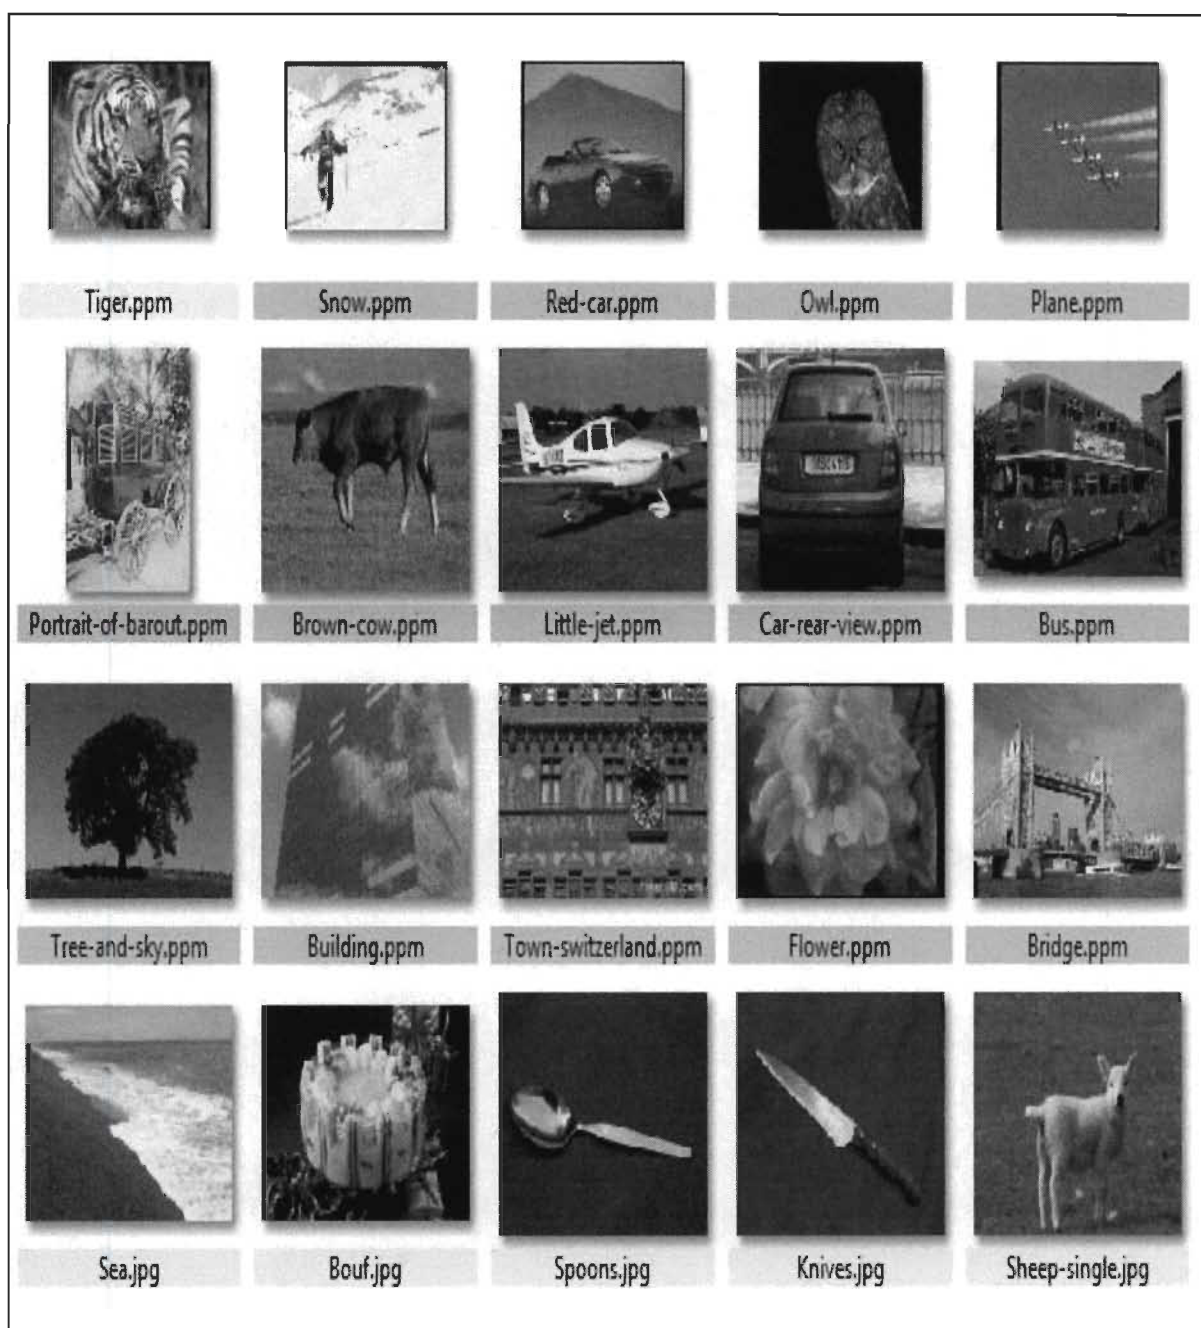 Tiger.ppm
Snow.ppm
Red-car.ppm
Owl.ppm
Plane.ppm
Portrait-of-barout.ppm
Brown-cow.ppm
Little-jet.ppm
Car-rear-view.ppm
Bus.ppm
Tree-and-sky.ppm
Building.ppm
Town-switzerland.ppm
Flower.ppm
Bridge.ppm
Sea.jpg
Bouf.jpg
Spoons.jpg
Knives.jpg
Sheep-single.jpg